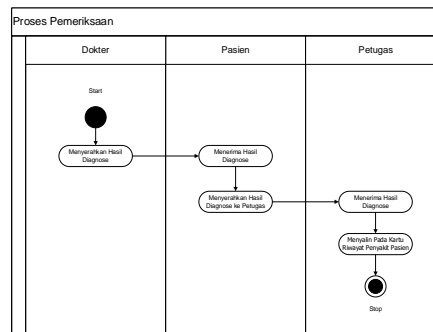 Proses Pemeriksaan
Dokter
Pasien
Petugas
Start
Menyerahkan Hasil
Diagnose
Menerima Hasil
Diagnose
Menyerahkan Hasil
Diagnose ke Petugas
Menerima Hasil
Diagnose
Menyalin Pada Kartu
Riwayat Penyakit Pasien
Stop